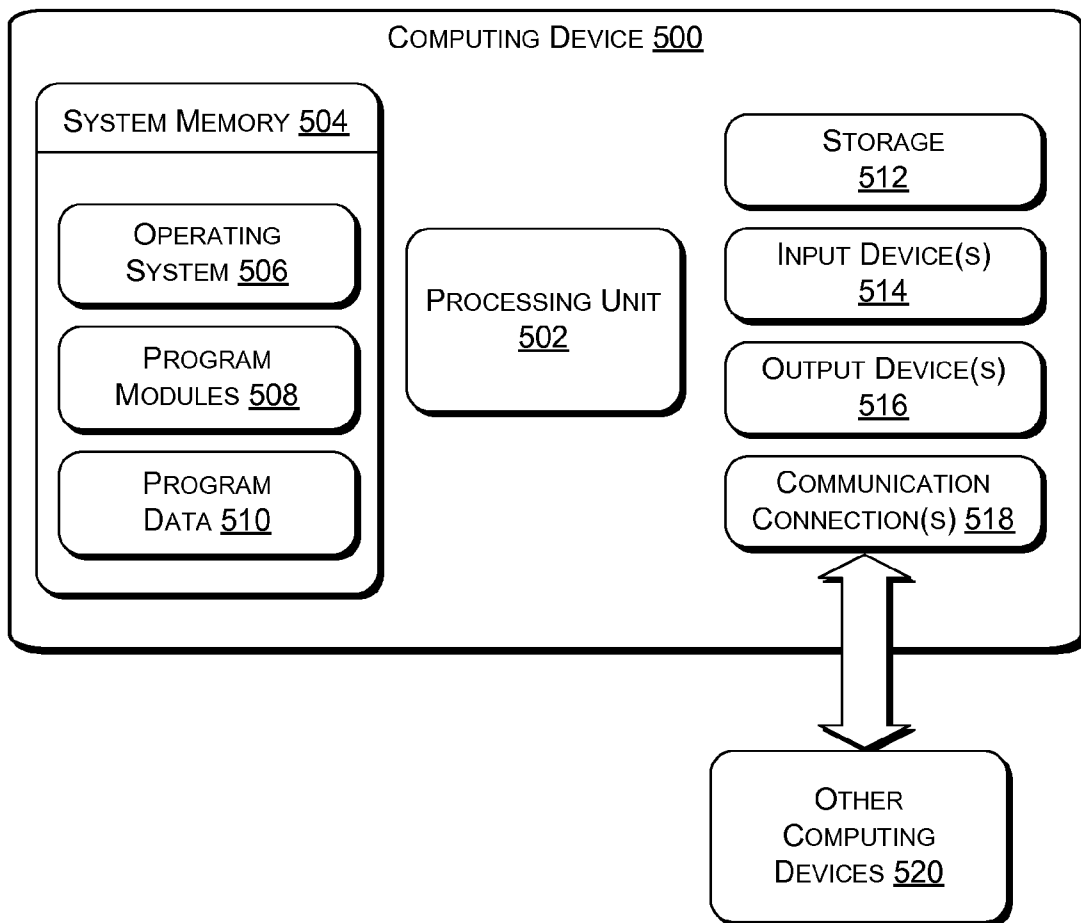 COMPUTING DEVICE 500
SYSTEM MEMORY 504
OPERATING
SYSTEM 506
PROGRAM
MODULES 508
PROGRAM
DATA 510
PROCESSING UNIT
502
STORAGE
512
INPUT DEVICE(S)
514
OUTPUT DEVICE(S)
516
COMMUNICATION
CONNECTION(S) 518
OTHER
COMPUTING
DEVICES 520